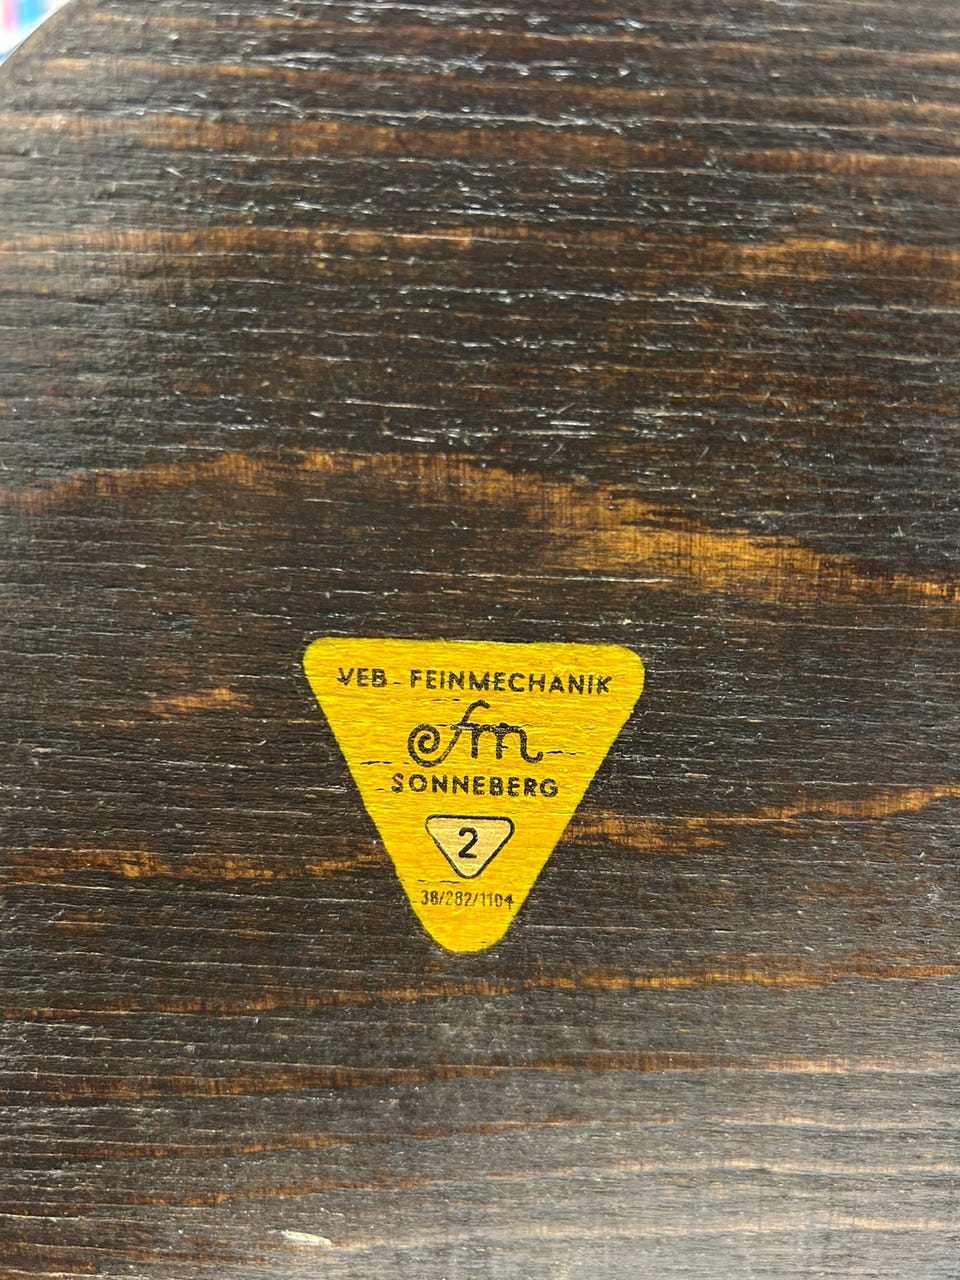 VEB FEINMECHANIK
fm
SONNEBERG
2
38/282/1104